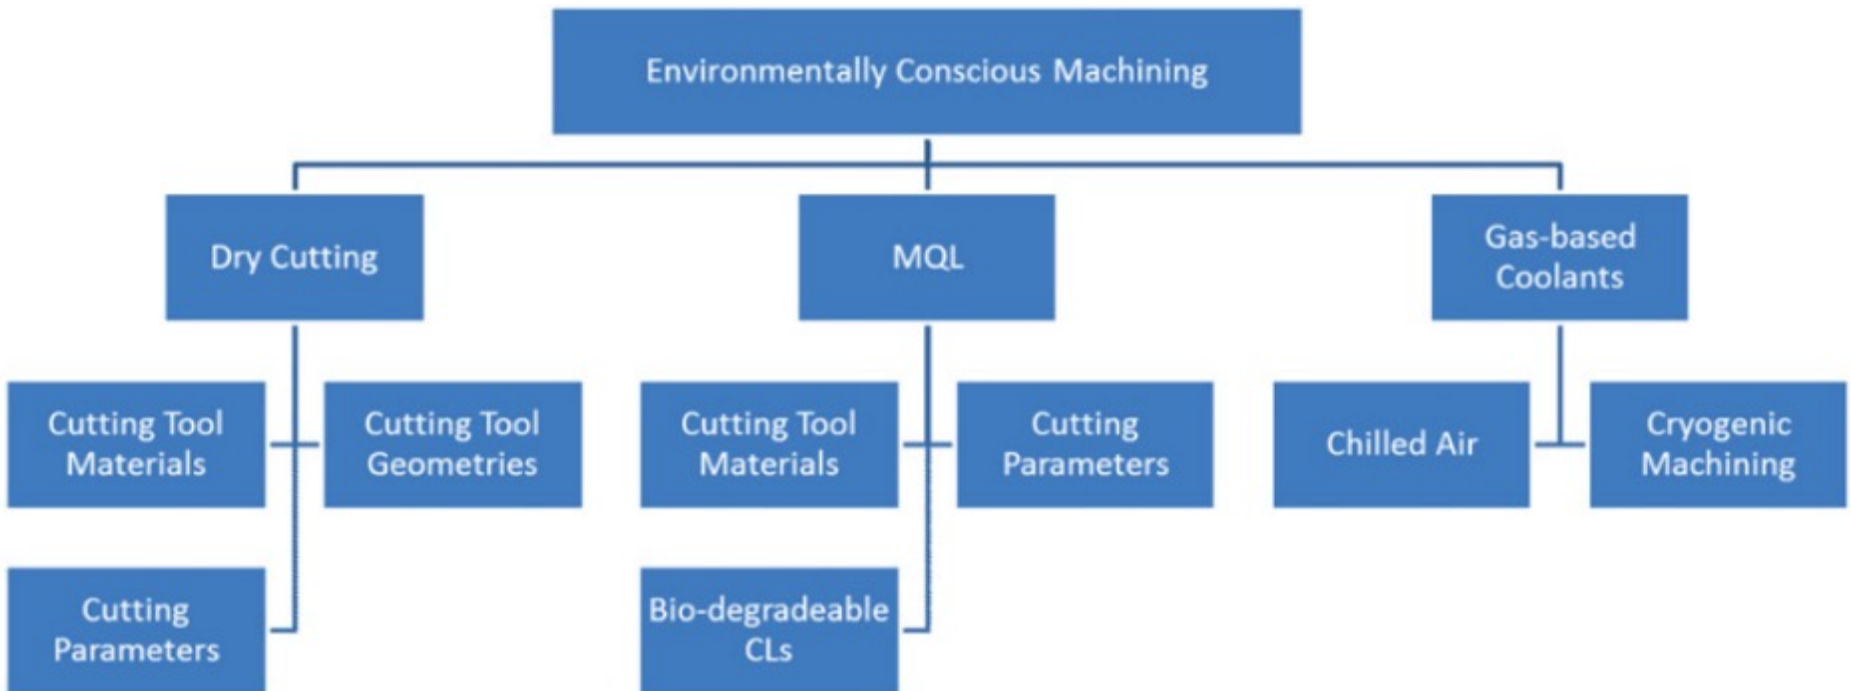 Environmentally Conscious Machining
Dry Cutting
MQL
Gas-based
Coolants
Cutting Tool
Materials
Cutting Tool
Geometries
Cutting Tool
Materials
Cutting
Parameters
Chilled Air
Cryogenic
Machining
Cutting
Parameters
Bio-degradeable
CLs